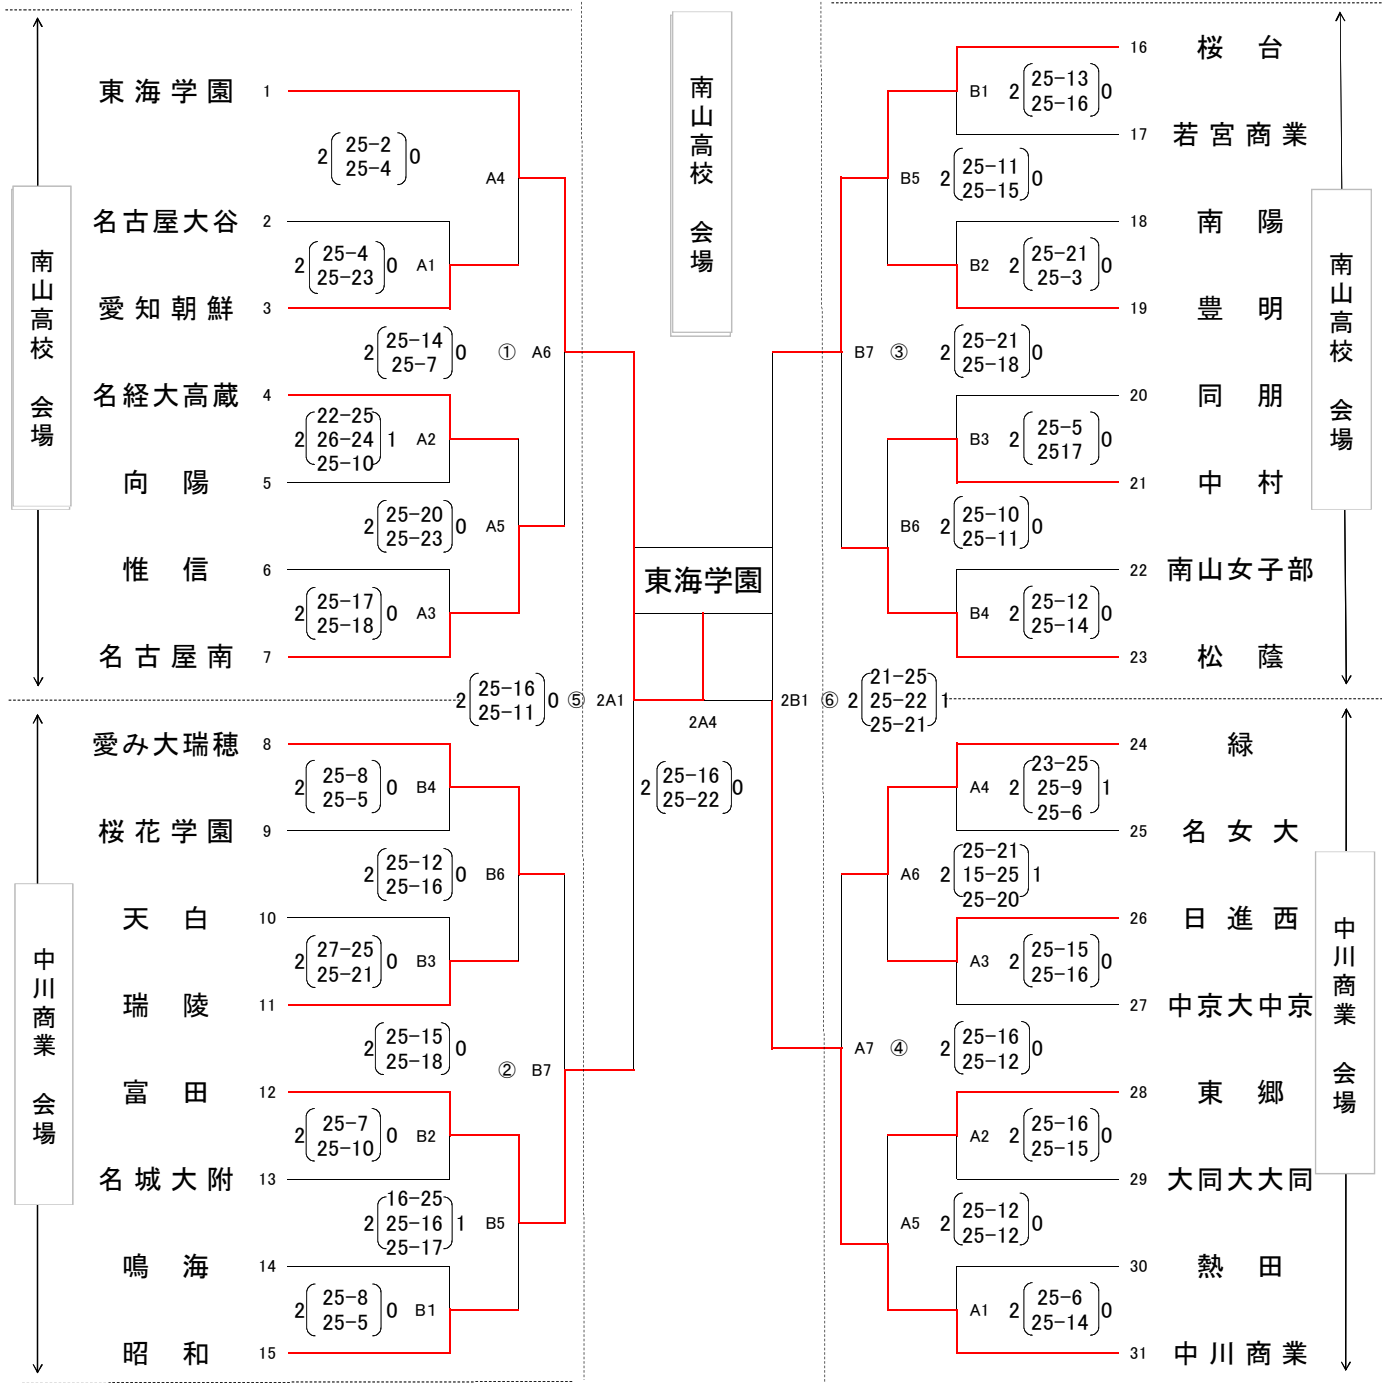 東海学園 1
2 25-2 0
25-4
A4
名古屋大谷 2
2 25-4 0 A1
25-23
愛知朝鮮 3
2 25-14 0 ① A6
25-7
名経大高蔵 4
22-25
2 26-24 1 A2
25-10
向陽 5
2 25-20 0 A5
25-23
惟信 6
2 25-17 0 A3
25-18
名古屋南 7
南山高校 会場
2 25-16 0 ⑤ 2A1
25-11
愛み大瑞穂 8
2 25-8 0 B4
25-5
桜花学園 9
2 25-12 0 B6
25-16
天白 10
2 27-25 0 B3
25-21
瑞陵 11
2 25-15 0
25-18
② B7
富田 12
2 25-7 0 B2
25-10
名城大附 13
16-25
2 25-16 1 B5
25-17
鳴海 14
2 25-8 0 B1
25-5
昭和 15
中川商業 会場
南山高校 会場
東海学園
2A4
2 25-16 0
25-22
16 桜台
B1 2 25-13 0
25-16
17 若宮商業
B5 2 25-11 0
25-15
18 南陽
B2 2 25-21 0
25-3
19 豊明
B7 ③ 2 25-21 0
25-18
20 同朋
B3 2 25-5 0
2517
21 中村
B6 2 25-10 0
25-11
22 南山女子部
B4 2 25-12 0
25-14
23 松蔭
南山高校 会場
21-25
2B1 ⑥ 2 25-22 1
25-21
24 緑
23-25
A4 2 25-9 1
25-6
25 名女大
25-21
A6 2 15-25 1
25-20
26 日進西
A3 2 25-15 0
25-16
27 中京大中京
A7 ④ 2 25-16 0
25-12
28 東郷
A2 2 25-16 0
25-15
29 大同大大同
A5 2 25-12 0
25-12
30 熱田
A1 2 25-6 0
25-14
31 中川商業
中川商業 会場